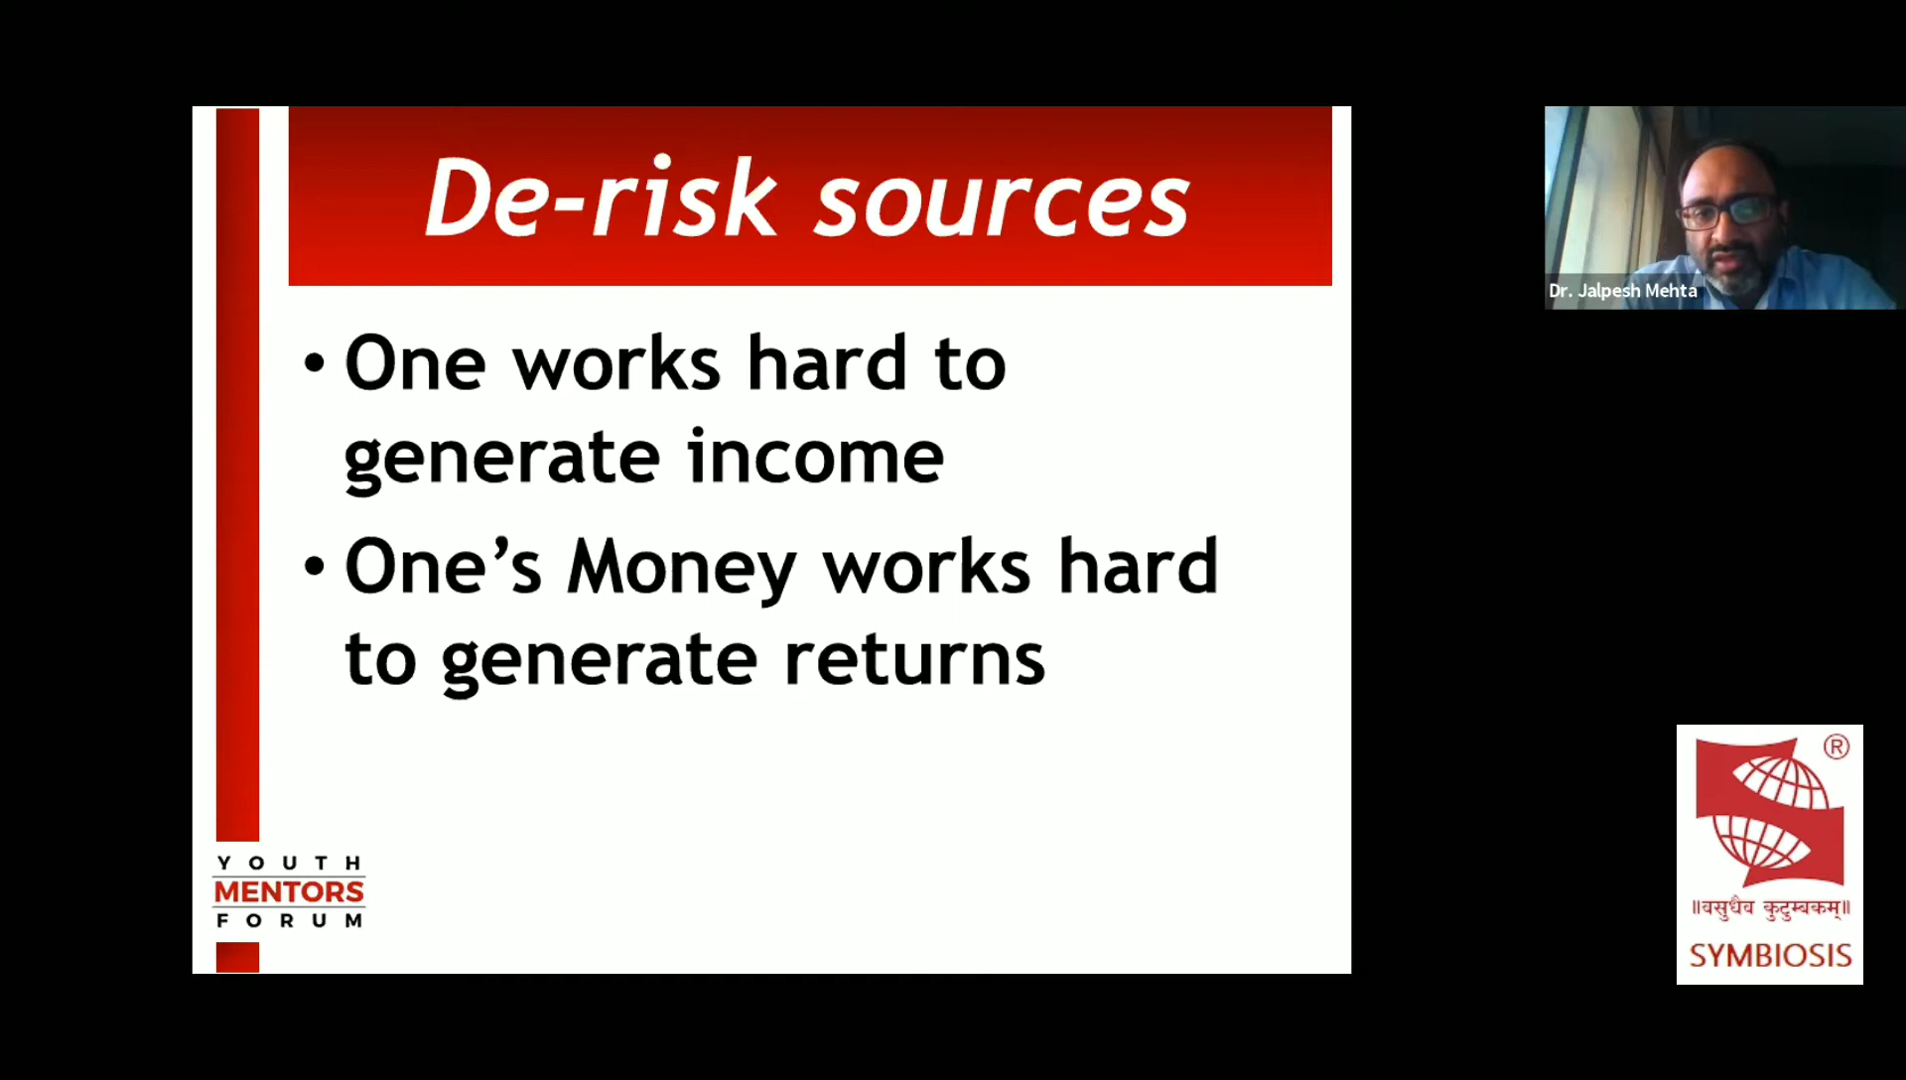 De-risk sources
• One works hard to
generate income
• One’s Money works hard
to generate returns
YOUTH
MENTORS
FORUM
Dr. Jalpesh Mehta
®
॥वसुधैव कुटुम्बकम्॥
SYMBIOSIS